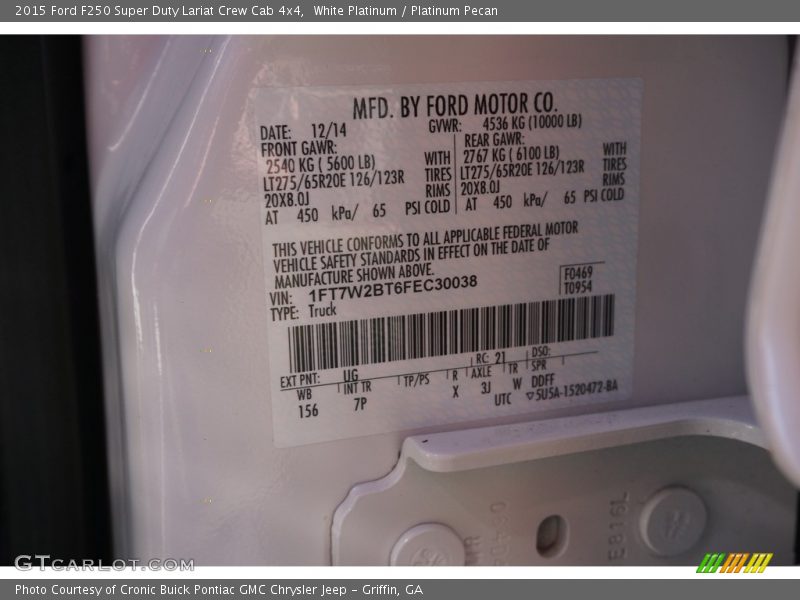 2015 Ford F250 Super Duty Lariat Crew Cab 4x4,  White Platinum / Platinum Pecan
MFD. BY FORD MOTOR CO.
DATE: 12/14 GVWR: 4536 KG (10000 LB)
FRONT GAWR: REAR GAWR:
2540 KG ( 5600 LB) WITH 2767 KG ( 6100 LB) WITH
LT275/65R20E 126/123R TIRES LT275/65R20E 126/123R TIRES
20X8.0J RIMS 20X8.0J RIMS
AT 450 kPa/ 65 PSI COLD AT 450 kPa/ 65 PSI COLD
THIS VEHICLE CONFORMS TO ALL APPLICABLE FEDERAL MOTOR
VEHICLE SAFETY STANDARDS IN EFFECT ON THE DATE OF
MANUFACTURE SHOWN ABOVE.
VIN: 1FT7W2BT6FEC30038 F0469
TYPE: Truck T0954
EXT PNT: UG RC: 21 DSO:
WB INT TR TP/PS R AXLE TR SPR
156 7P X 3J W DDFF
UTC ▽5U5A-1520472-BA
E816L
GTCARLOT.COM
Photo Courtesy of Cronic Buick Pontiac GMC Chrysler Jeep - Griffin, GA